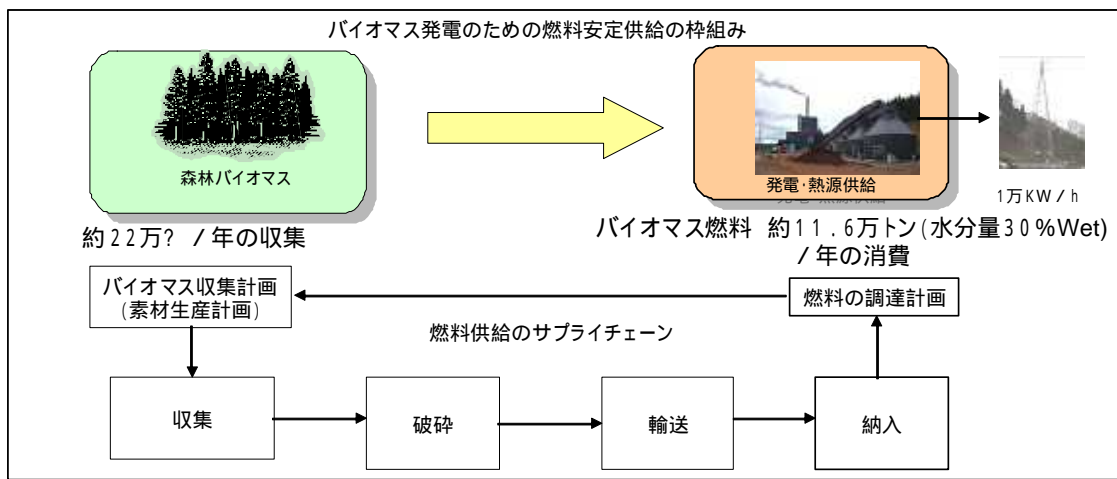 バイオマス発電のための燃料安定供給の枠組み
森林バイオマス
発電・熱源供給
1万KW/h
約22万? /年の収集
バイオマス燃料 約11.6万トン(水分量30%Wet)
/年の消費
バイオマス収集計画
(素材生産計画)
燃料の調達計画
燃料供給のサプライチェーン
収集
破砕
輸送
納入